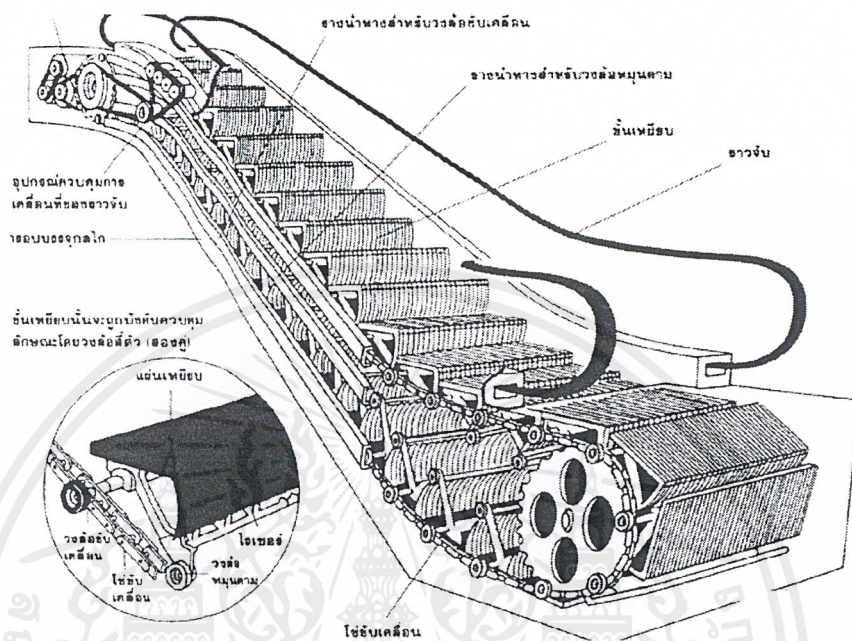 รางนำทางสำหรับวงล้อขับเคลื่อน
รางนำทางสำหรับวงล้อหมุนตาม
ขั้นเหยียบ
ราวจับ
อุปกรณ์ควบคุมการ
เคลื่อนที่ของราวจับ
กรอบบรรจุกลไก
ขั้นเหยียบนั้นจะถูกบังคับควบคุม
ลักษณะโดยวงล้อสี่ตัว (สองคู่)
แผ่นเหยียบ
วงล้อขับ
เคลื่อน
ไรเซอร์
โซ่ขับ
เคลื่อน
วงล้อ
หมุนตาม
โซ่ขับเคลื่อน